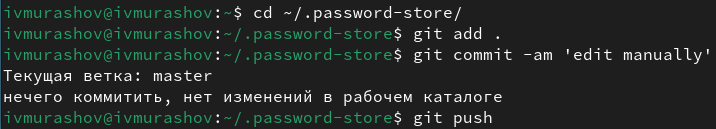 ivmurashov@ivmurashov:~$ cd ~/.password-store/
ivmurashov@ivmurashov:~/.password-store$ git add .
ivmurashov@ivmurashov:~/.password-store$ git commit -am 'edit manually'
Текущая ветка: master
нечего коммитить, нет изменений в рабочем каталоге
ivmurashov@ivmurashov:~/.password-store$ git push